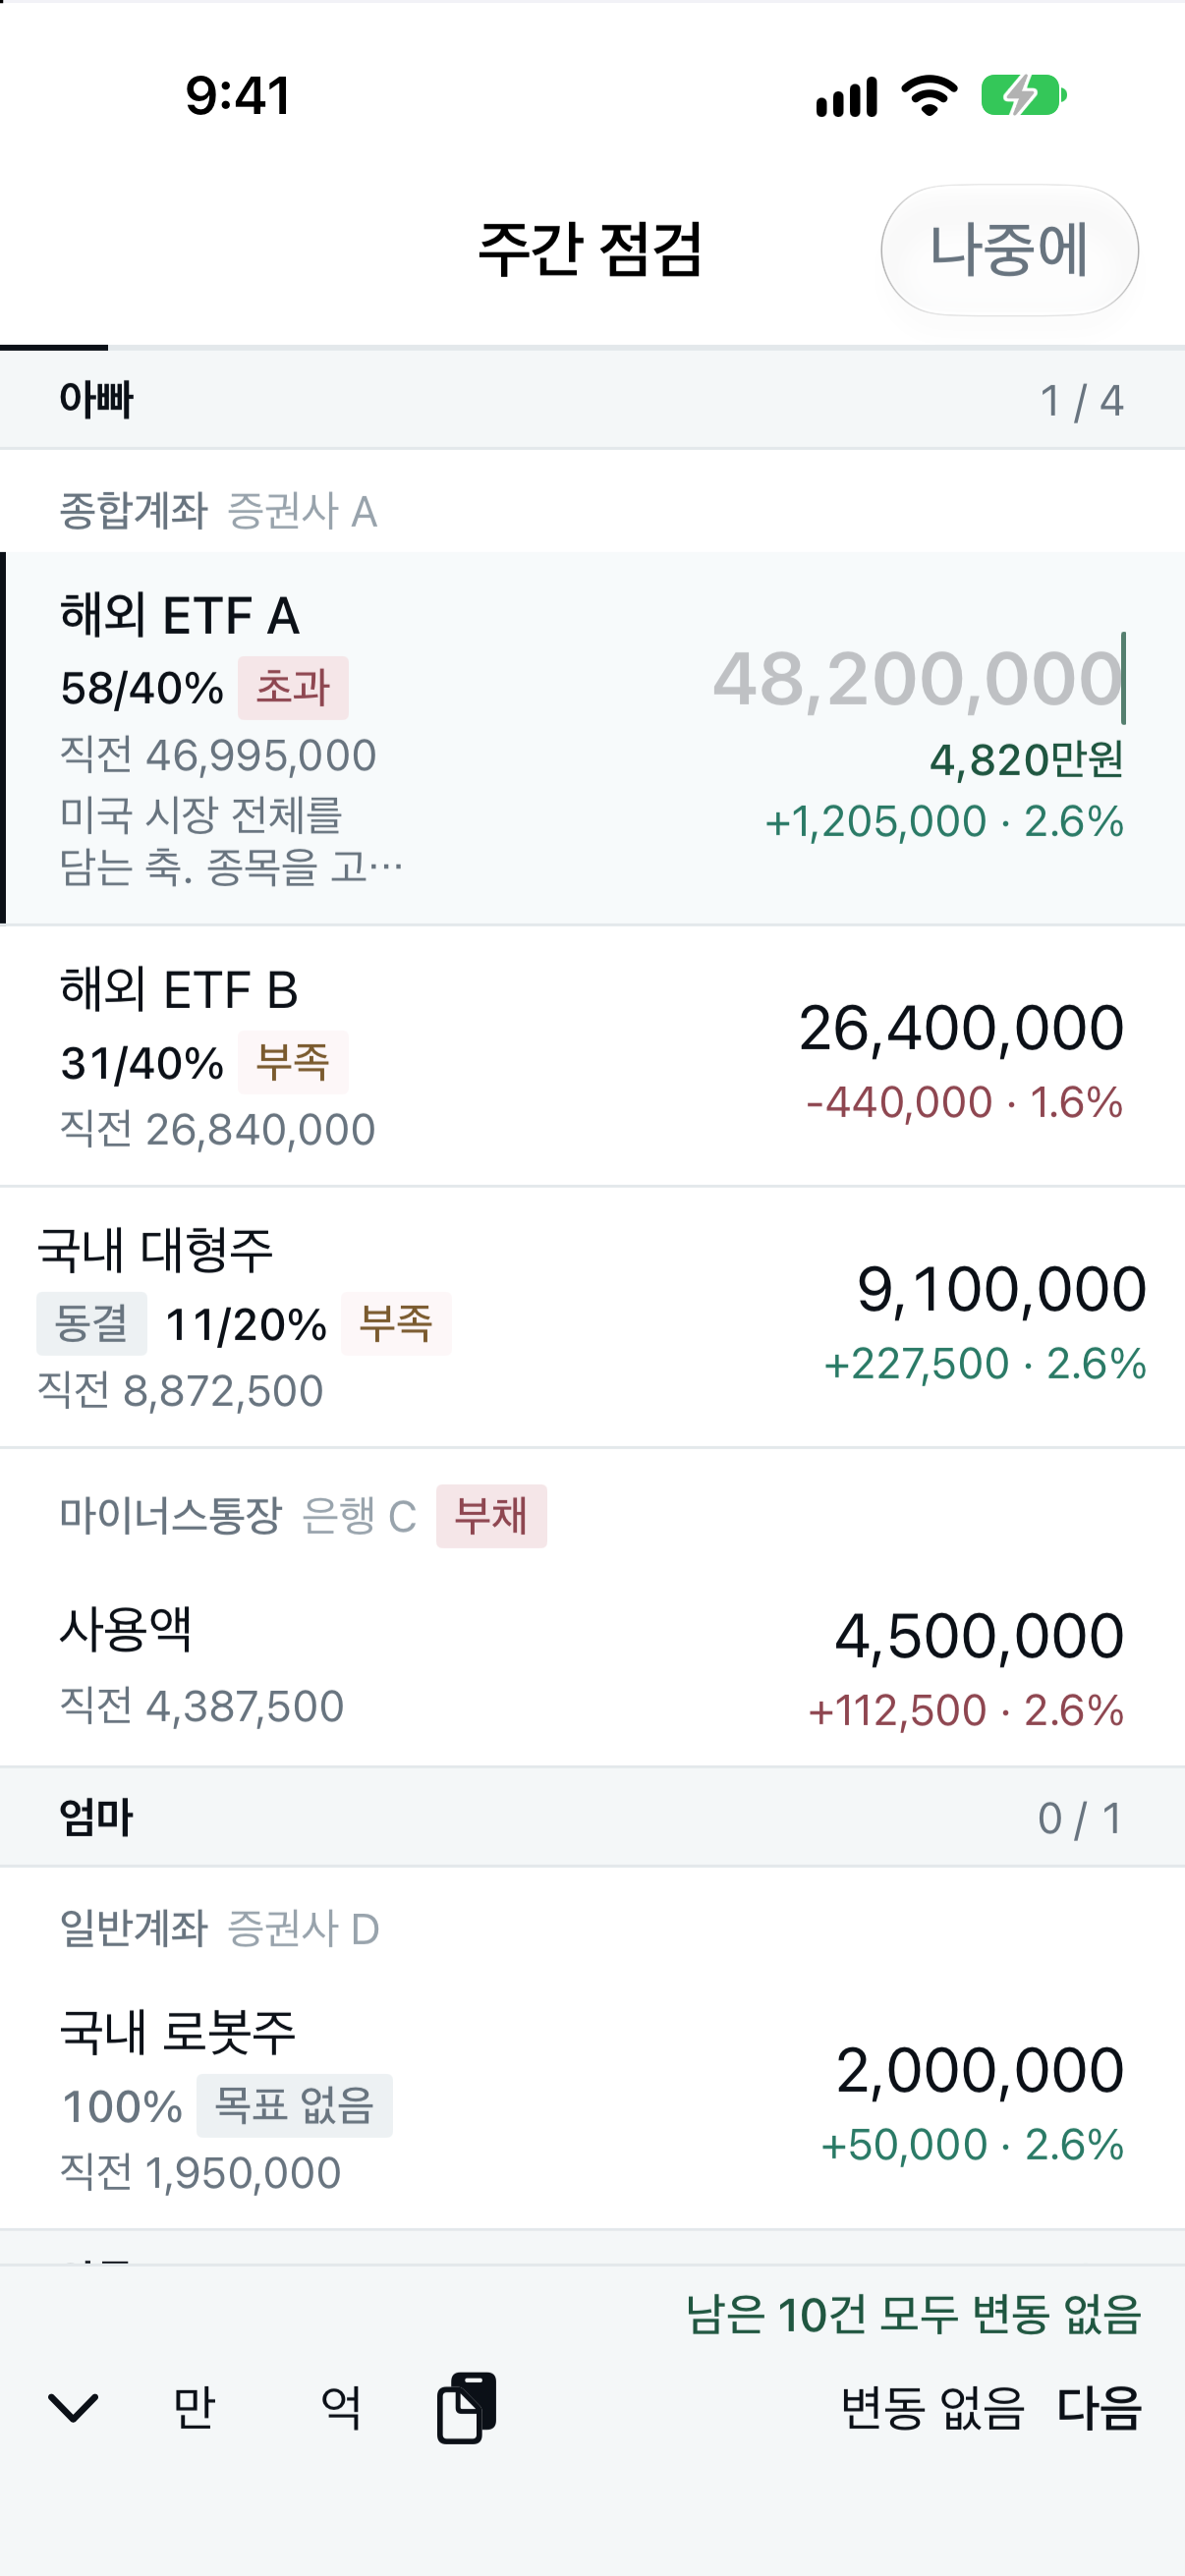 9:41
주간 점검
나중에
아빠
1 / 4
종합계좌 증권사 A
해외 ETF A
58/40% 초과
직전 46,995,000
미국 시장 전체를
담는 축. 종목을 고…
48,200,000
4,820만원
+1,205,000 · 2.6%
해외 ETF B
31/40% 부족
직전 26,840,000
26,400,000
-440,000 · 1.6%
국내 대형주
동결 11/20% 부족
직전 8,872,500
9,100,000
+227,500 · 2.6%
마이너스통장 은행 C 부채
사용액
직전 4,387,500
4,500,000
+112,500 · 2.6%
엄마
0 / 1
일반계좌 증권사 D
국내 로봇주
100% 목표 없음
직전 1,950,000
2,000,000
+50,000 · 2.6%
남은 10건 모두 변동 없음
만
억
변동 없음
다음